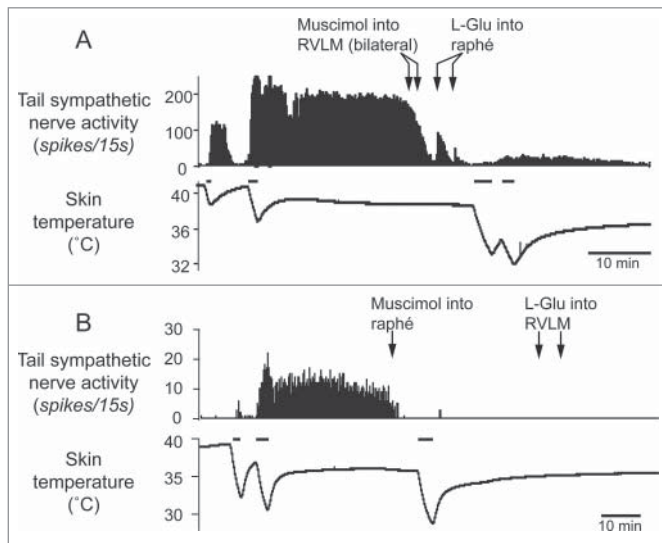 A
Muscimol into
RVLM (bilateral)
L-Glu into
raphé
Tail sympathetic
nerve activity
(spikes/15s)
200
100
0
Skin
temperature
(˚C)
40
36
32
10 min
B
Muscimol into
raphé
L-Glu into
RVLM
Tail sympathetic
nerve activity
(spikes/15s)
30
20
10
0
Skin
temperature
(˚C)
40
35
30
10 min